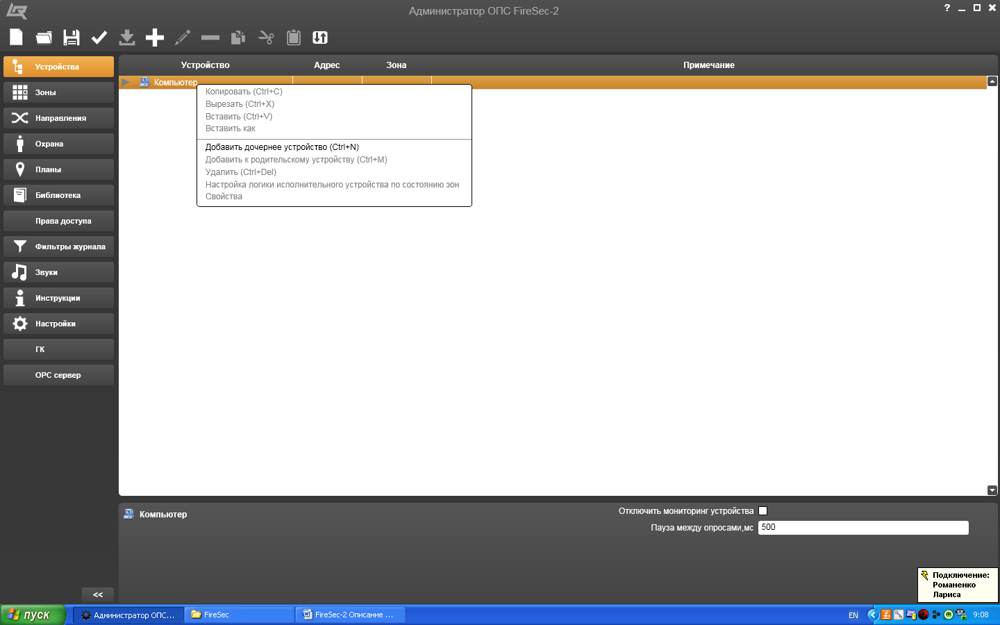 Администратор ОПС FireSec-2
Устройства
Зоны
Направления
Охрана
Планы
Библиотека
Права доступа
Фильтры журнала
Звуки
Инструкции
Настройки
ГК
OPC сервер
<<
Устройство Адрес Зона Примечание
Компьютер
Копировать (Ctrl+C)
Вырезать (Ctrl+X)
Вставить (Ctrl+V)
Вставить как
Добавить дочернее устройство (Ctrl+N)
Добавить к родительскому устройству (Ctrl+M)
Удалить (Ctrl+Del)
Настройка логики исполнительного устройства по состоянию зон
Свойства
Компьютер
Отключить мониторинг устройства
Пауза между опросами,мс 500
Подключение:
Романенко
Лариса
пуск Администратор ОПС... FireSec FireSec-2 Описание ... EN 9:08